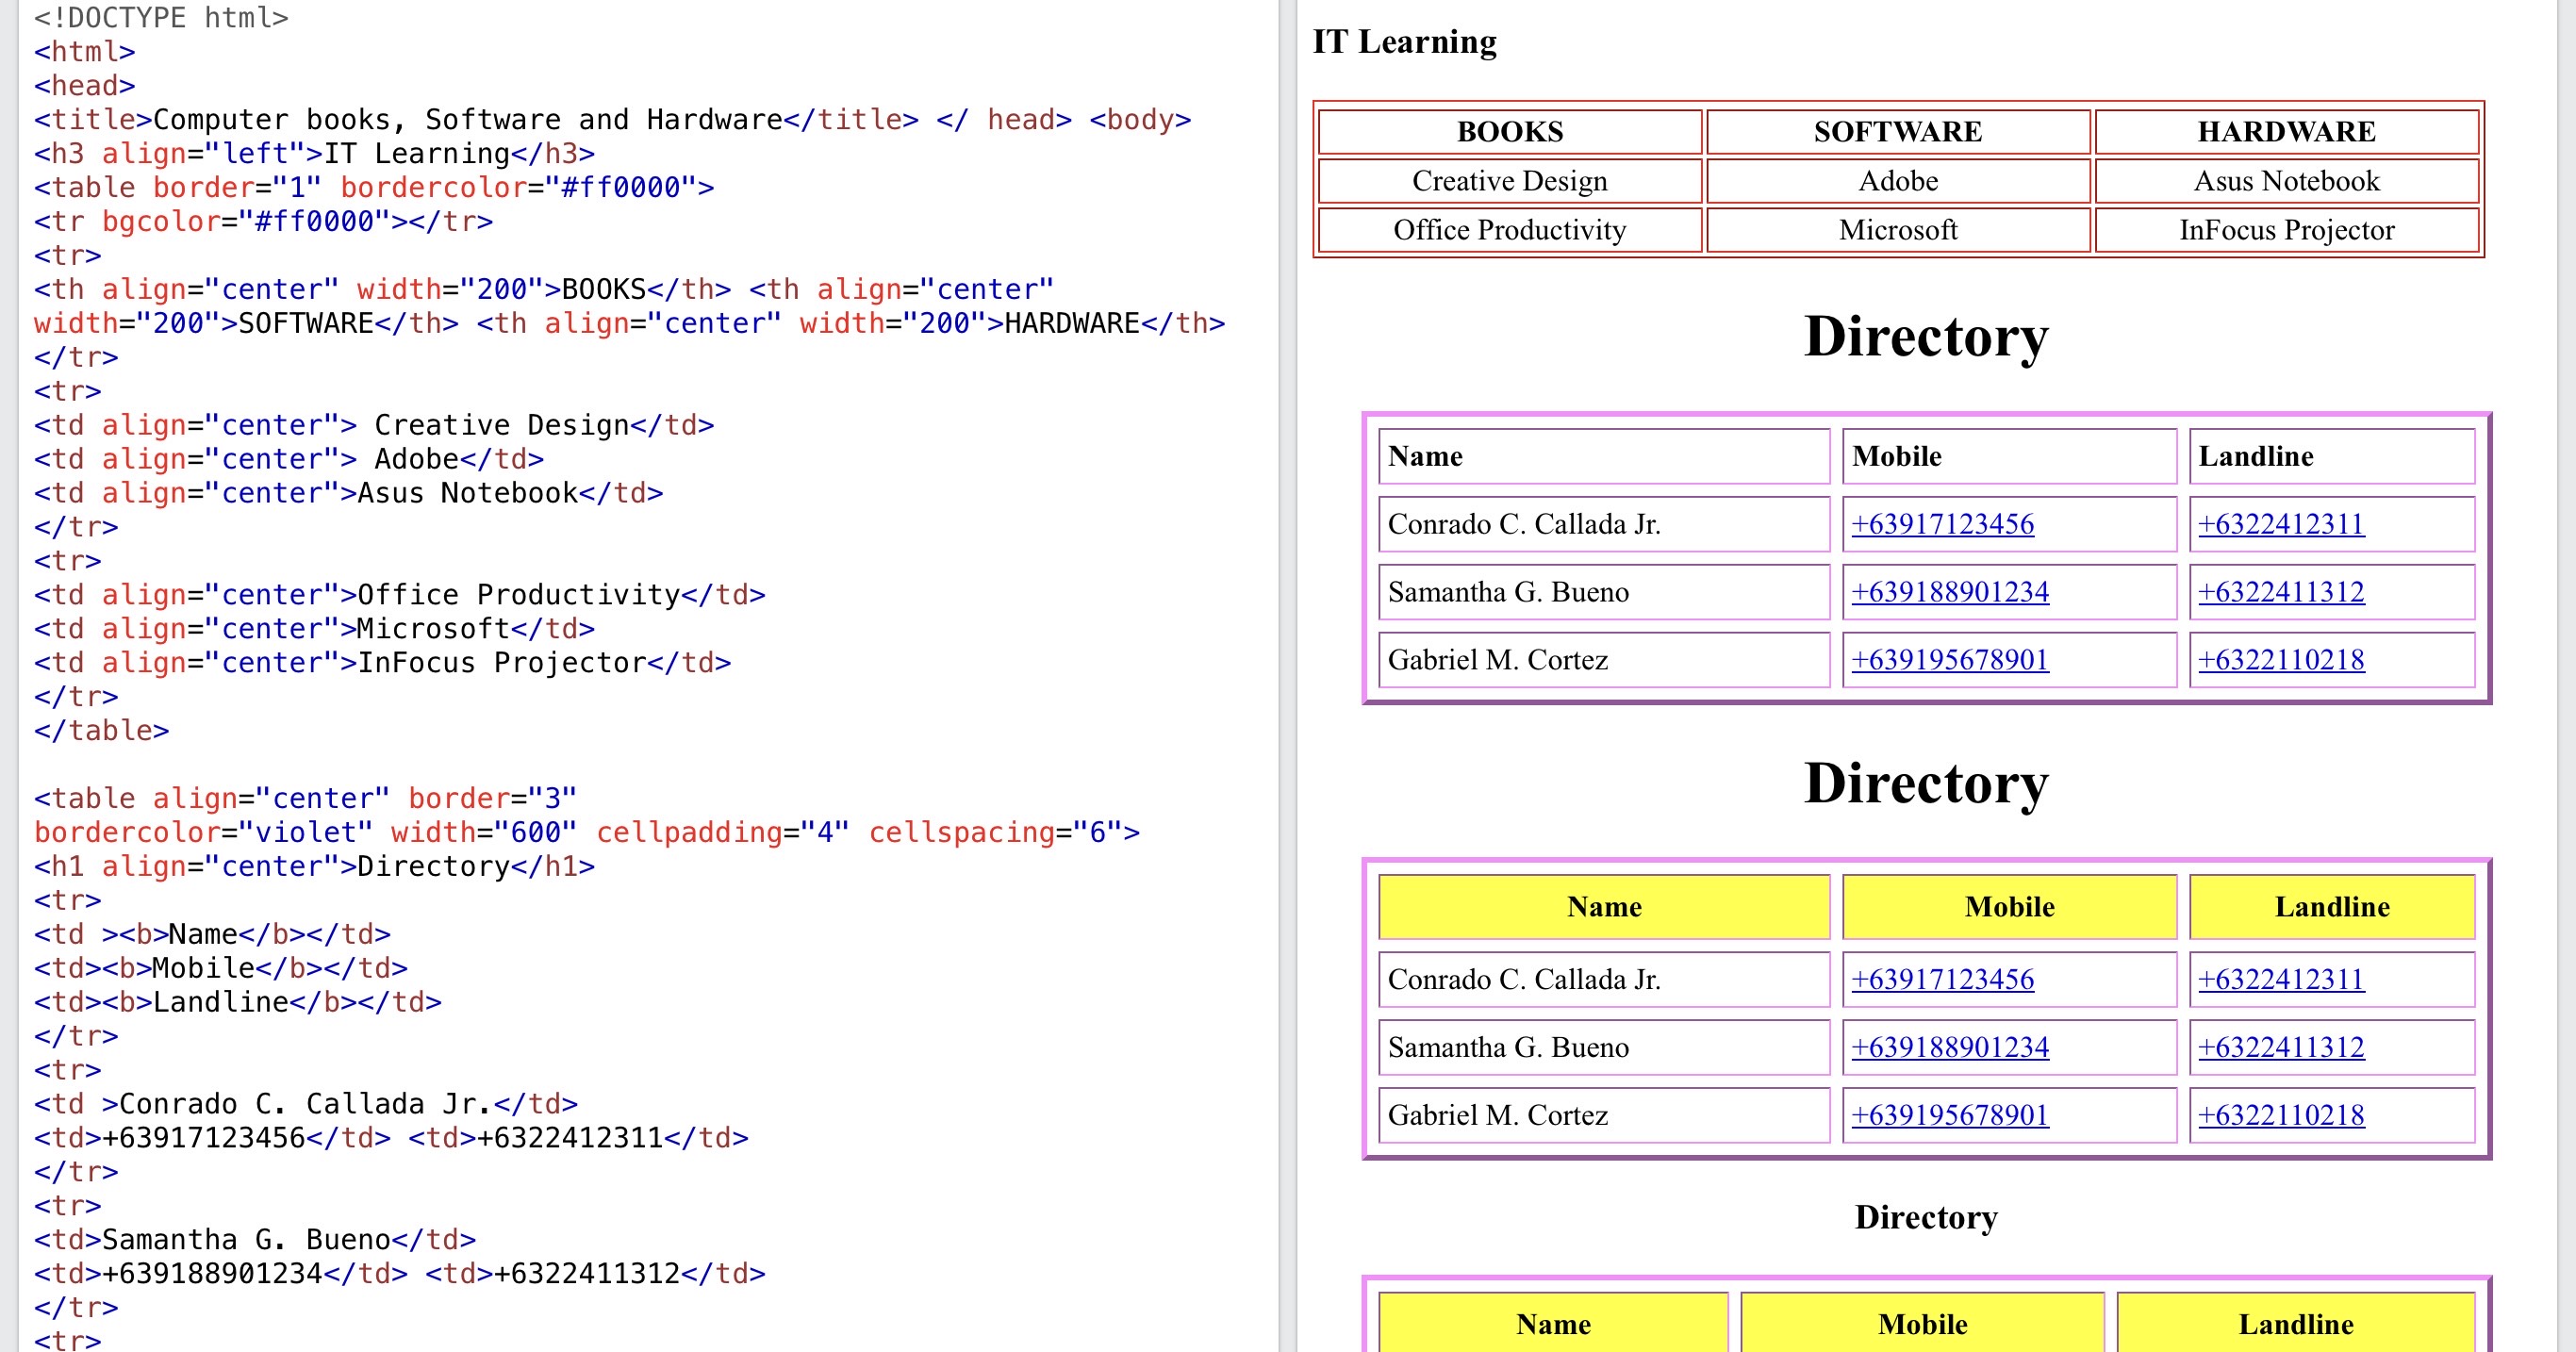 <!DOCTYPE html>
<html>
<head>
<title>Computer books, Software and Hardware</title> </ head> <body>
<h3 align="left">IT Learning</h3>
<table border="1" bordercolor="#ff0000">
<tr bgcolor="#ff0000"></tr>
<tr>
<th align="center" width="200">BOOKS</th> <th align="center"
width="200">SOFTWARE</th> <th align="center" width="200">HARDWARE</th>
</tr>
<tr>
<td align="center"> Creative Design</td>
<td align="center"> Adobe</td>
<td align="center">Asus Notebook</td>
</tr>
<tr>
<td align="center">Office Productivity</td>
<td align="center">Microsoft</td>
<td align="center">InFocus Projector</td>
</tr>
</table>

<table align="center" border="3"
bordercolor="violet" width="600" cellpadding="4" cellspacing="6">
<h1 align="center">Directory</h1>
<tr>
<td ><b>Name</b></td>
<td><b>Mobile</b></td>
<td><b>Landline</b></td>
</tr>
<tr>
<td >Conrado C. Callada Jr.</td>
<td>+63917123456</td> <td>+6322412311</td>
</tr>
<tr>
<td>Samantha G. Bueno</td>
<td>+639188901234</td> <td>+6322411312</td>
</tr>
<tr>
IT Learning
BOOKS SOFTWARE HARDWARE
Creative Design Adobe Asus Notebook
Office Productivity Microsoft InFocus Projector
Directory
Name Mobile Landline
Conrado C. Callada Jr. +63917123456 +6322412311
Samantha G. Bueno +639188901234 +6322411312
Gabriel M. Cortez +639195678901 +6322110218
Directory
Name Mobile Landline
Conrado C. Callada Jr. +63917123456 +6322412311
Samantha G. Bueno +639188901234 +6322411312
Gabriel M. Cortez +639195678901 +6322110218
Directory
Name Mobile Landline